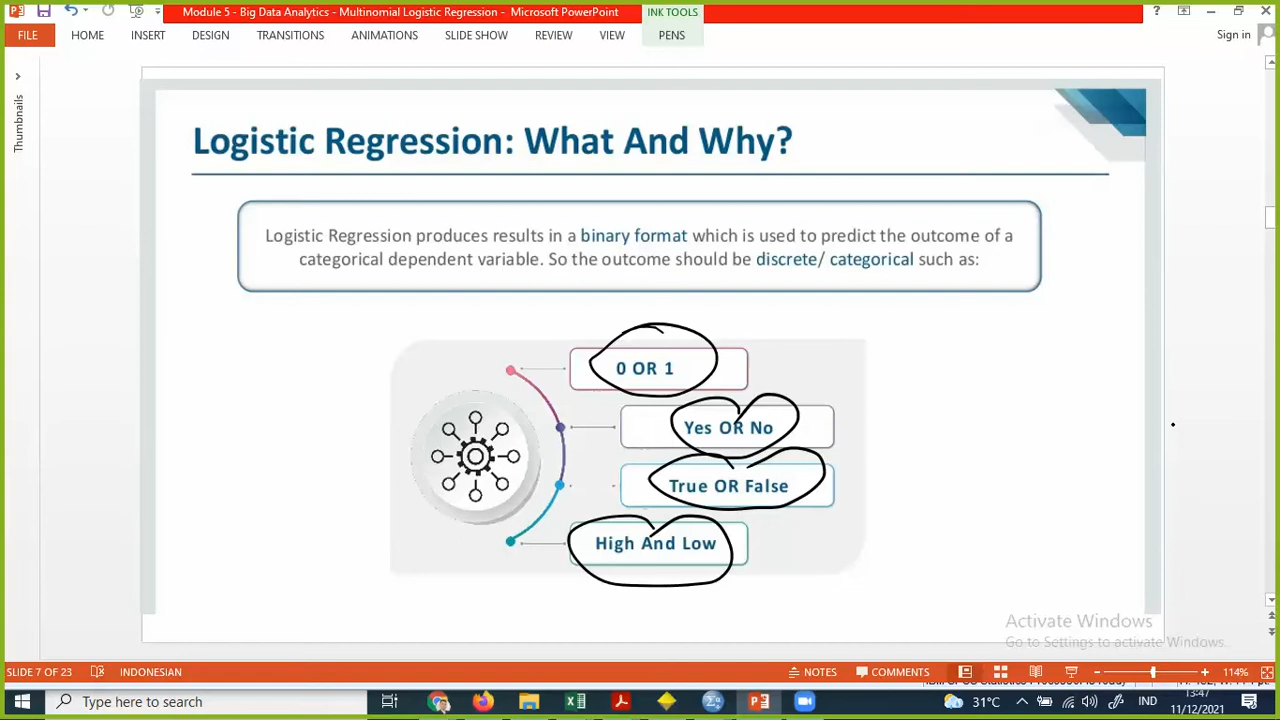 Module 5 - Big Data Analytics - Multinomial Logistic Regression - Microsoft PowerPoint
INK TOOLS
FILE HOME INSERT DESIGN TRANSITIONS ANIMATIONS SLIDE SHOW REVIEW VIEW PENS
Sign in
Thumbnails
Logistic Regression: What And Why?
Logistic Regression produces results in a binary format which is used to predict the outcome of a
categorical dependent variable. So the outcome should be discrete/ categorical such as:
0 OR 1
Yes OR No
True OR False
High And Low
Activate Windows
Go to Settings to activate Windows.
SLIDE 7 OF 23 INDONESIAN NOTES COMMENTS 114%
Type here to search
31°C
IND
13:47
11/12/2021